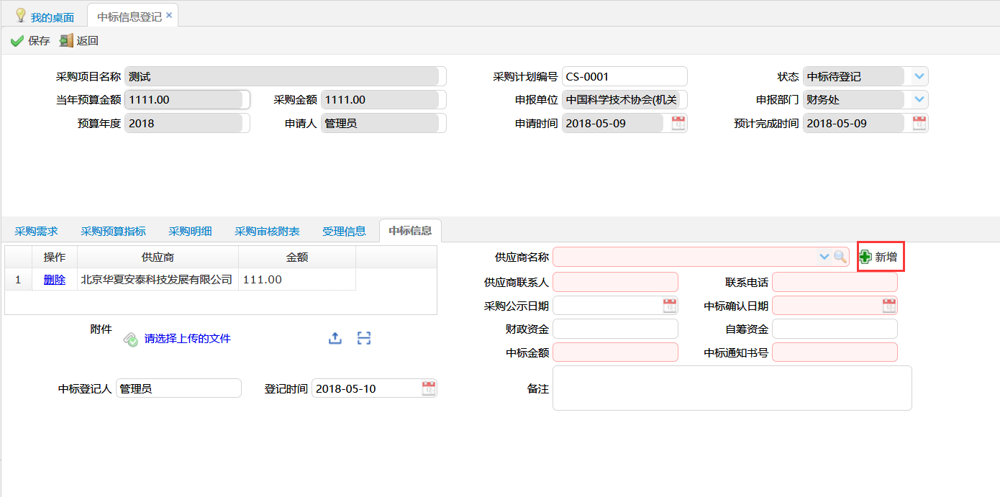 我的桌面 中标信息登记
保存 返回
采购项目名称 测试 采购计划编号 CS-0001 状态 中标待登记
当年预算金额 1111.00 采购金额 1111.00 申报单位 中国科学技术协会(机关 申报部门 财务处
预算年度 2018 申请人 管理员 申请时间 2018-05-09 预计完成时间 2018-05-09
采购需求 采购预算指标 采购明细 采购审核附表 受理信息 中标信息
操作 供应商 金额
1 删除 北京华夏安泰科技发展有限公司 111.00
附件 请选择上传的文件
中标登记人 管理员 登记时间 2018-05-10
供应商名称 新增
供应商联系人 联系电话
采购公示日期 中标确认日期
财政资金 自筹资金
中标金额 中标通知书号
备注